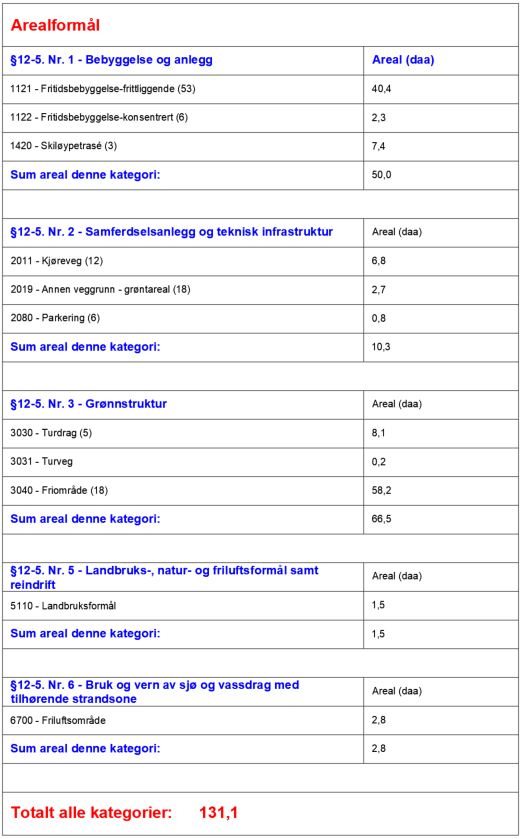 Arealformål
§12-5. Nr. 1 - Bebyggelse og anlegg Areal (daa)
1121 - Fritidsbebyggelse-frittliggende (53) 40,4
1122 - Fritidsbebyggelse-konsentrert (6) 2,3
1420 - Skiløypetrasé (3) 7,4
Sum areal denne kategori: 50,0
§12-5. Nr. 2 - Samferdselsanlegg og teknisk infrastruktur Areal (daa)
2011 - Kjøreveg (12) 6,8
2019 - Annen veggrunn - grøntareal (18) 2,7
2080 - Parkering (6) 0,8
Sum areal denne kategori: 10,3
§12-5. Nr. 3 - Grønnstruktur Areal (daa)
3030 - Turdrag (5) 8,1
3031 - Turveg 0,2
3040 - Friområde (18) 58,2
Sum areal denne kategori: 66,5
§12-5. Nr. 5 - Landbruks-, natur- og friluftsformål samt
reindrift Areal (daa)
5110 - Landbruksformål 1,5
Sum areal denne kategori: 1,5
§12-5. Nr. 6 - Bruk og vern av sjø og vassdrag med
tilhørende strandsone Areal (daa)
6700 - Friluftsområde 2,8
Sum areal denne kategori: 2,8
Totalt alle kategorier: 131,1